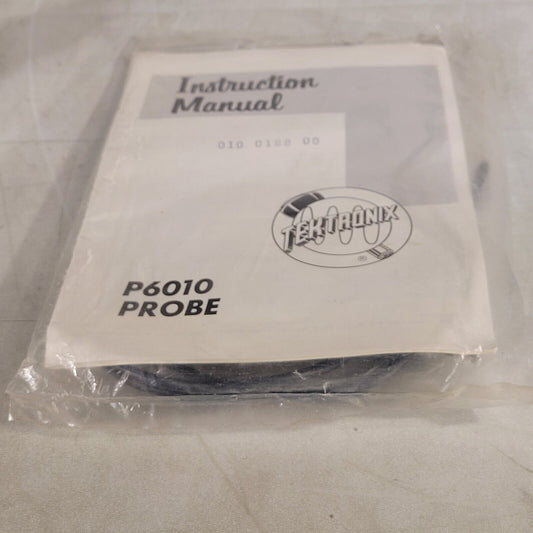 Instruction
Manual
010 0188 00
TEKTRONIX
®
P6010
PROBE